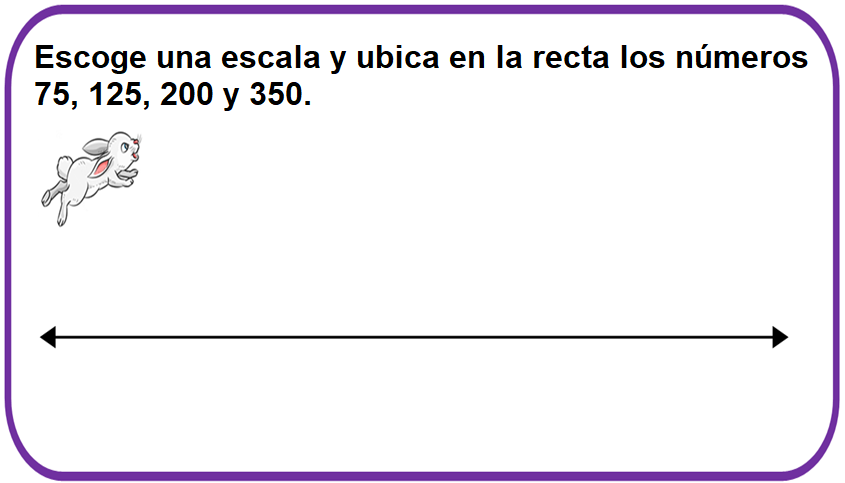 Escoge una escala y ubica en la recta los números
75, 125, 200 y 350.